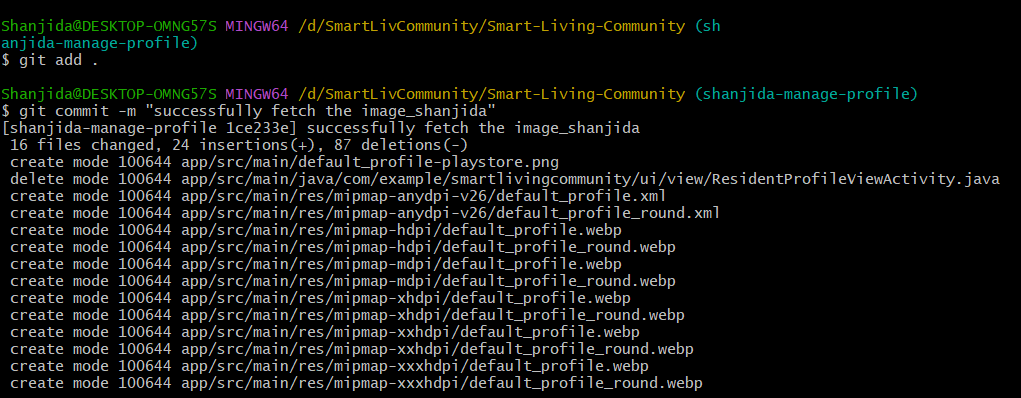 Shanjida@DESKTOP-OMNG57S MINGW64 /d/SmartLivCommunity/Smart-Living-Community (sh
anjida-manage-profile)
$ git add .
Shanjida@DESKTOP-OMNG57S MINGW64 /d/SmartLivCommunity/Smart-Living-Community (shanjida-manage-profile)
$ git commit -m "successfully fetch the image_shanjida"
[shanjida-manage-profile 1ce233e] successfully fetch the image_shanjida
 16 files changed, 24 insertions(+), 87 deletions(-)
 create mode 100644 app/src/main/default_profile-playstore.png
 delete mode 100644 app/src/main/java/com/example/smartlivingcommunity/ui/view/ResidentProfileViewActivity.java
 create mode 100644 app/src/main/res/mipmap-anydpi-v26/default_profile.xml
 create mode 100644 app/src/main/res/mipmap-anydpi-v26/default_profile_round.xml
 create mode 100644 app/src/main/res/mipmap-hdpi/default_profile.webp
 create mode 100644 app/src/main/res/mipmap-hdpi/default_profile_round.webp
 create mode 100644 app/src/main/res/mipmap-mdpi/default_profile.webp
 create mode 100644 app/src/main/res/mipmap-mdpi/default_profile_round.webp
 create mode 100644 app/src/main/res/mipmap-xhdpi/default_profile.webp
 create mode 100644 app/src/main/res/mipmap-xhdpi/default_profile_round.webp
 create mode 100644 app/src/main/res/mipmap-xxhdpi/default_profile.webp
 create mode 100644 app/src/main/res/mipmap-xxhdpi/default_profile_round.webp
 create mode 100644 app/src/main/res/mipmap-xxxhdpi/default_profile.webp
 create mode 100644 app/src/main/res/mipmap-xxxhdpi/default_profile_round.webp